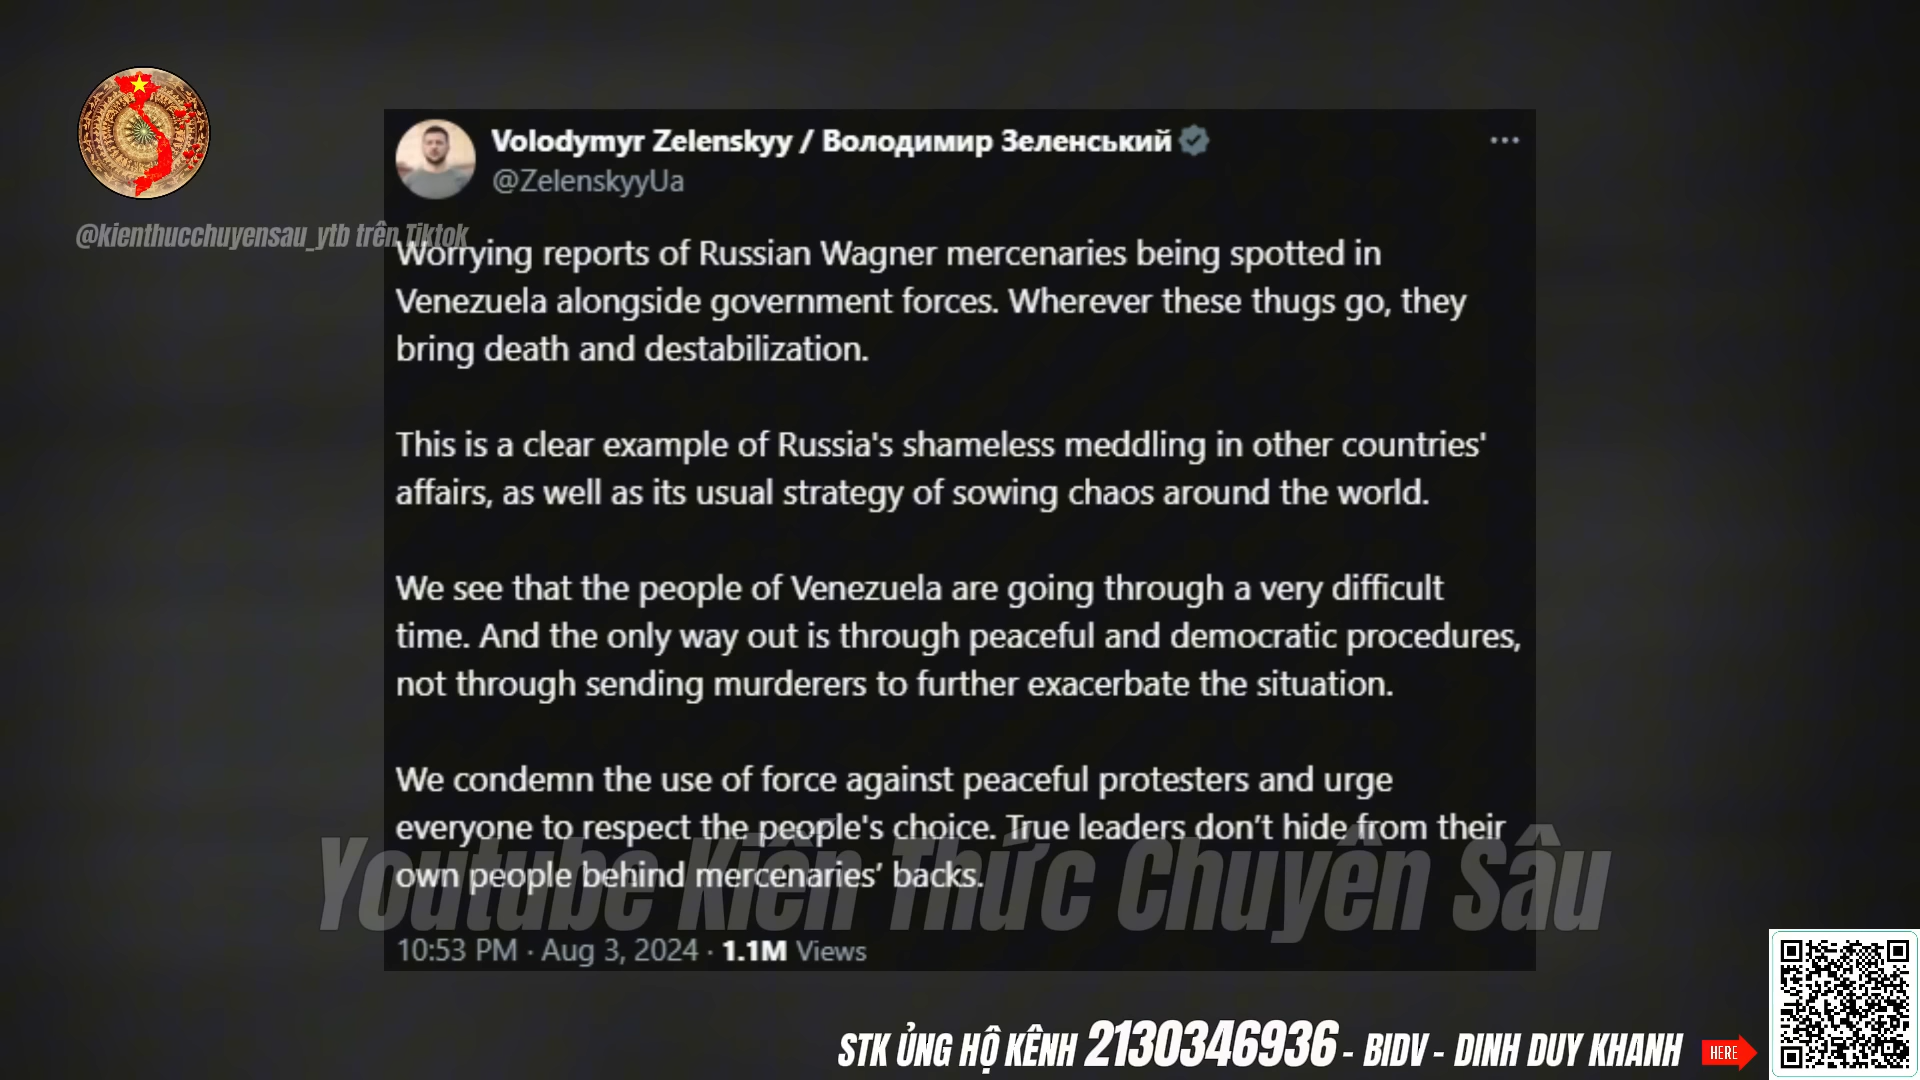 @kienthucchuyensau_ytb trên Tiktok
Volodymyr Zelenskyy / Володимир Зеленський
@ZelenskyyUa
Worrying reports of Russian Wagner mercenaries being spotted in
Venezuela alongside government forces. Wherever these thugs go, they
bring death and destabilization.
This is a clear example of Russia's shameless meddling in other countries'
affairs, as well as its usual strategy of sowing chaos around the world.
We see that the people of Venezuela are going through a very difficult
time. And the only way out is through peaceful and democratic procedures,
not through sending murderers to further exacerbate the situation.
We condemn the use of force against peaceful protesters and urge
everyone to respect the people's choice. True leaders don’t hide from their
own people behind mercenaries’ backs.
Youtube Kiến Thức Chuyên Sâu
10:53 PM · Aug 3, 2024 · 1.1M Views
STK ỦNG HỘ KÊNH 2130346936 - BIDV - DINH DUY KHANH
HERE